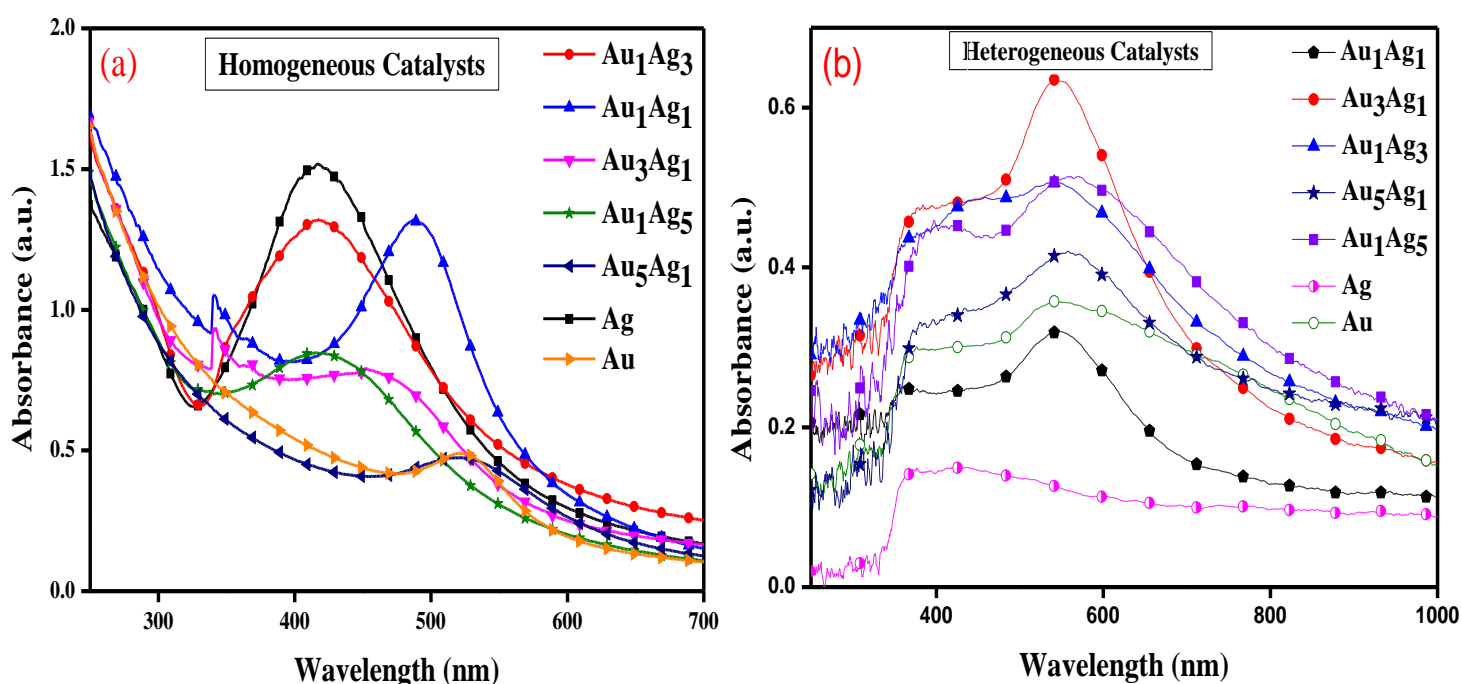 (a)
Homogeneous Catalysts
Au1Ag3
Au1Ag1
Au3Ag1
Au1Ag5
Au5Ag1
Ag
Au
2.0
1.5
1.0
0.5
0.0
300 400 500 600 700
Absorbance (a.u.)
Wavelength (nm)
(b)
Heterogeneous Catalysts
Au1Ag1
Au3Ag1
Au1Ag3
Au5Ag1
Au1Ag5
Ag
Au
0.6
0.4
0.2
0.0
400 600 800 1000
Absorbance (a.u.)
Wavelength (nm)